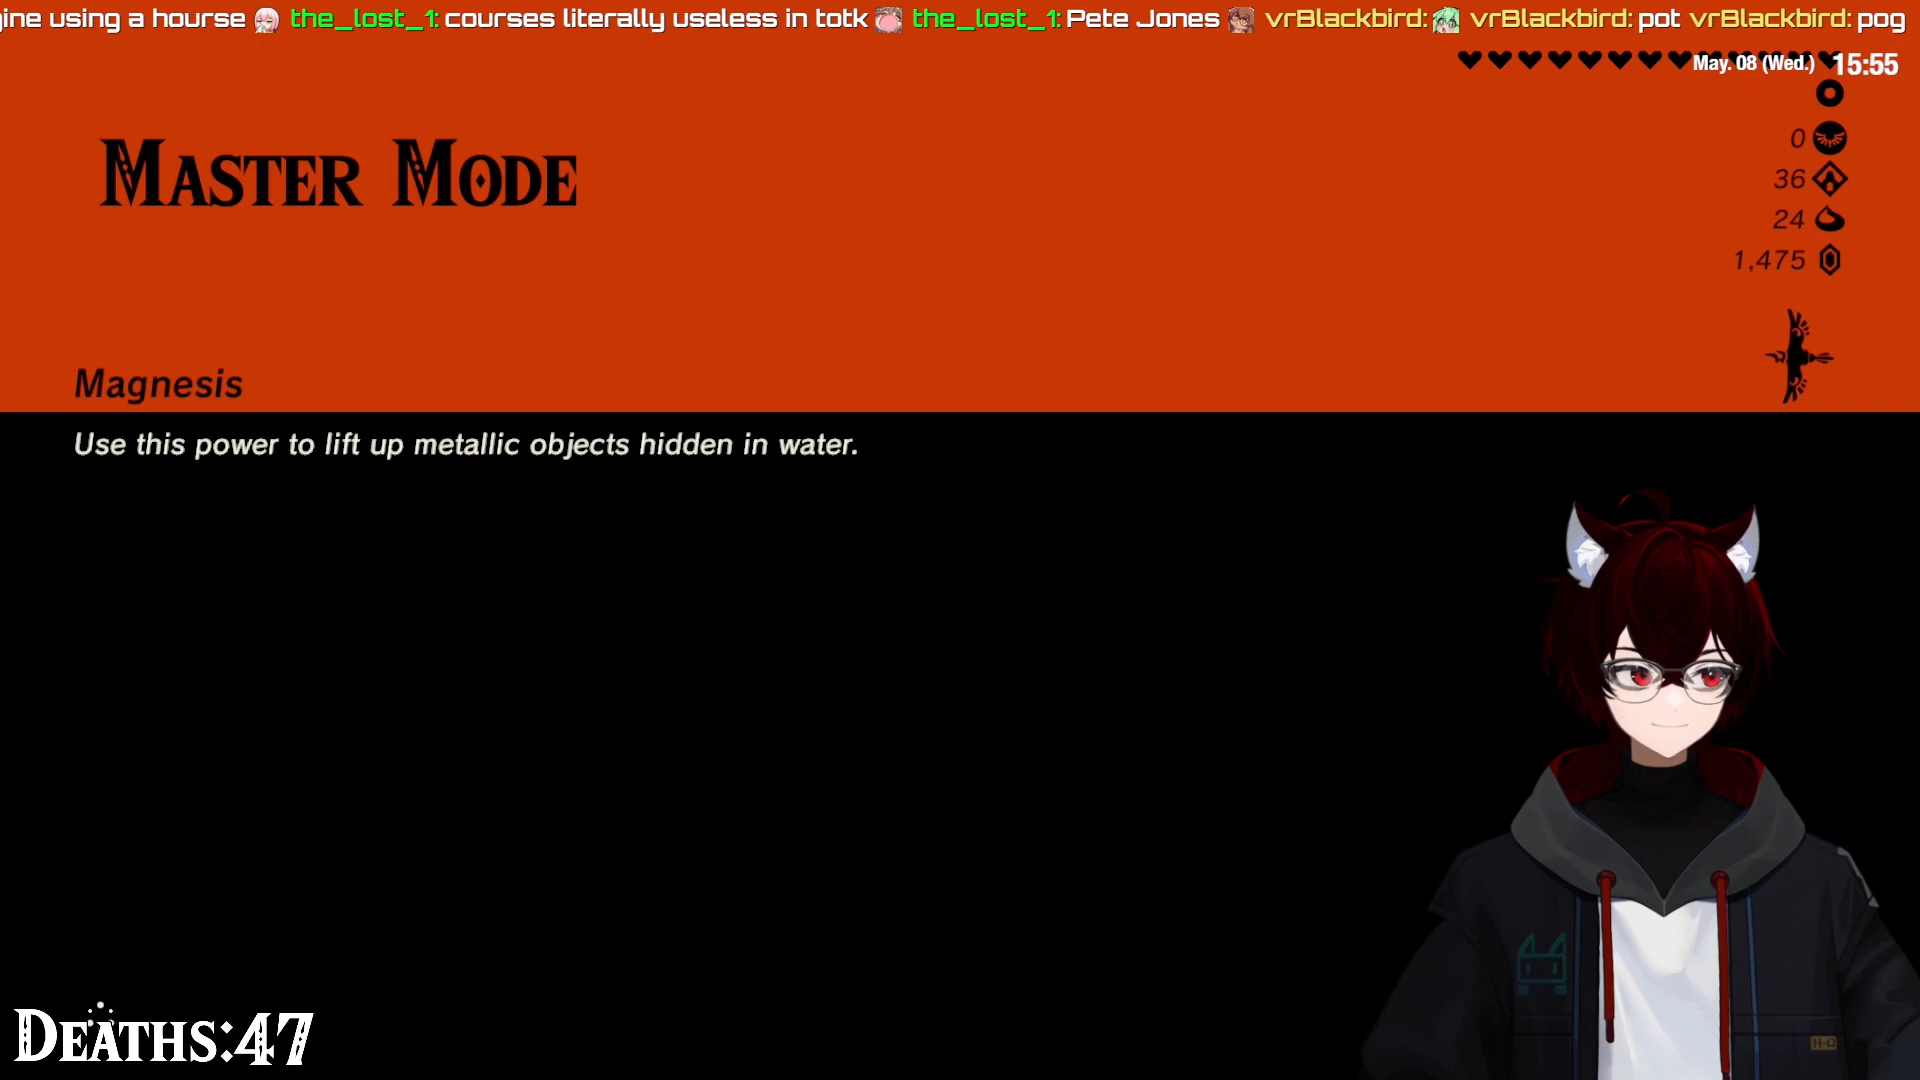 gine using a hourse the_lost_1: courses literally useless in totk the_lost_1: Pete Jones vrBlackbird: vrBlackbird: pot vrBlackbird: pog
May. 08 (Wed.) 15:55
MASTER MODE
0
36
24
1,475
Magnesis
Use this power to lift up metallic objects hidden in water.
H-Q
DEATHS:47